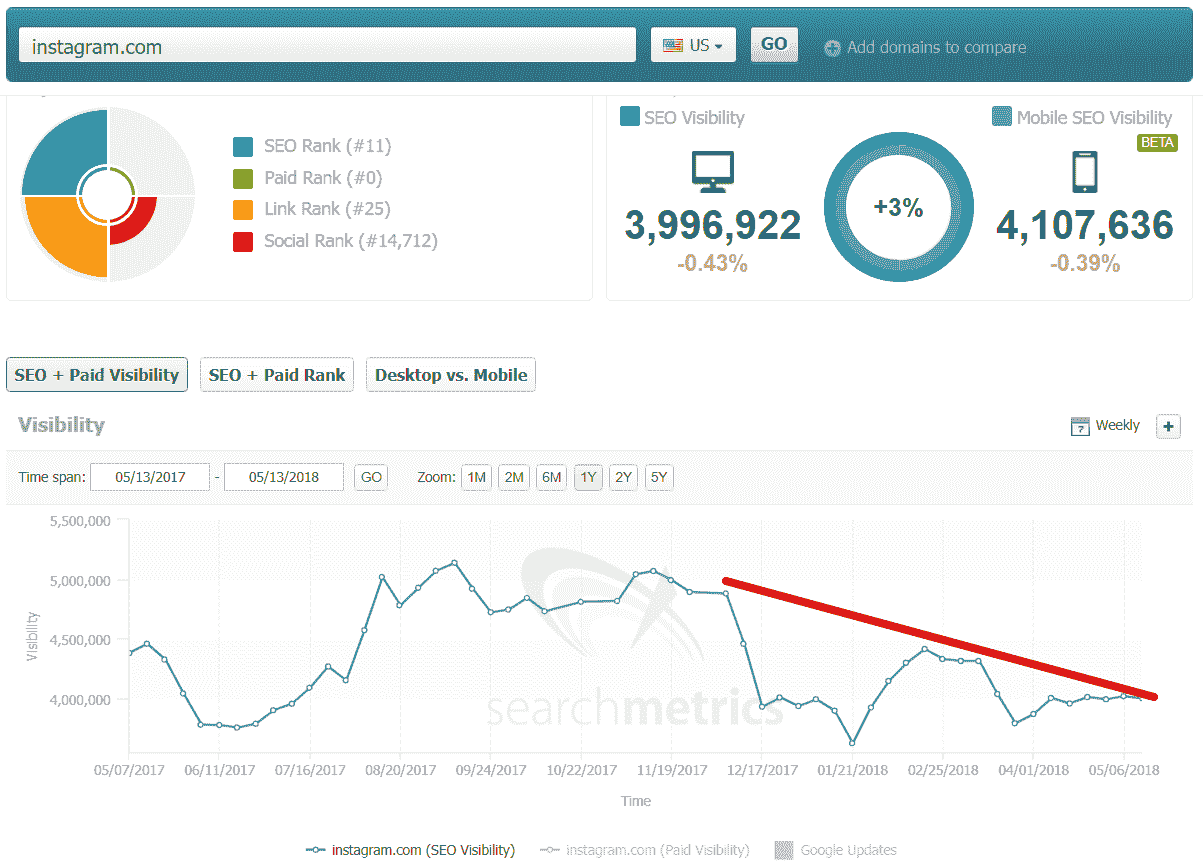 instagram.com
US
GO
Add domains to compare
SEO Rank (#11)
Paid Rank (#0)
Link Rank (#25)
Social Rank (#14,712)
SEO Visibility
Mobile SEO Visibility
BETA
+3%
3,996,922
4,107,636
-0.43%
-0.39%
SEO + Paid Visibility
SEO + Paid Rank
Desktop vs. Mobile
Visibility
7
Weekly
+
Time span:
05/13/2017
-
05/13/2018
GO
Zoom:
1M
2M
6M
1Y
2Y
5Y
5,500,000
5,000,000
4,500,000
4,000,000
Visibility
searchmetrics
05/07/2017
06/11/2017
07/16/2017
08/20/2017
09/24/2017
10/22/2017
11/19/2017
12/17/2017
01/21/2018
02/25/2018
04/01/2018
05/06/2018
Time
instagram.com (SEO Visibility)
instagram.com (Paid Visibility)
Google Updates